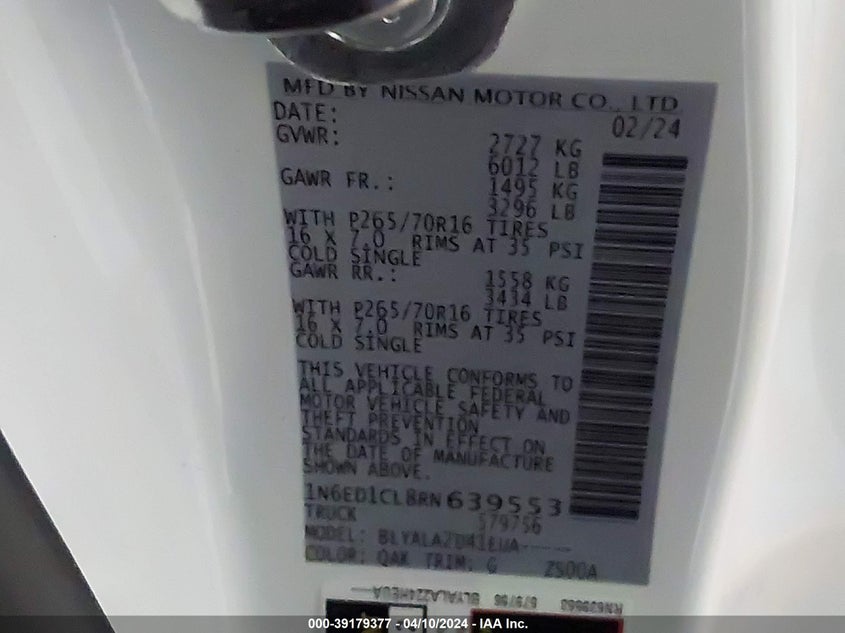 MFD BY NISSAN MOTOR CO., LTD.
DATE: 02/24
GVWR: 2727 KG
6012 LB
GAWR FR.: 1495 KG
3296 LB
WITH P265/70R16 TIRES
16 X 7.0 RIMS AT 35 PSI
COLD SINGLE
GAWR RR.: 1558 KG
3434 LB
WITH P265/70R16 TIRES
16 X 7.0 RIMS AT 35 PSI
COLD SINGLE
THIS VEHICLE CONFORMS TO
ALL APPLICABLE FEDERAL
MOTOR VEHICLE SAFETY AND
THEFT PREVENTION
STANDARDS IN EFFECT ON
THE DATE OF MANUFACTURE
SHOWN ABOVE.
1N6ED1CL8RN639553
TRUCK 579756
MODEL:
COLOR: QAK TRIM: G Z500A
000-39179377 - 04/10/2024 - IAA Inc.